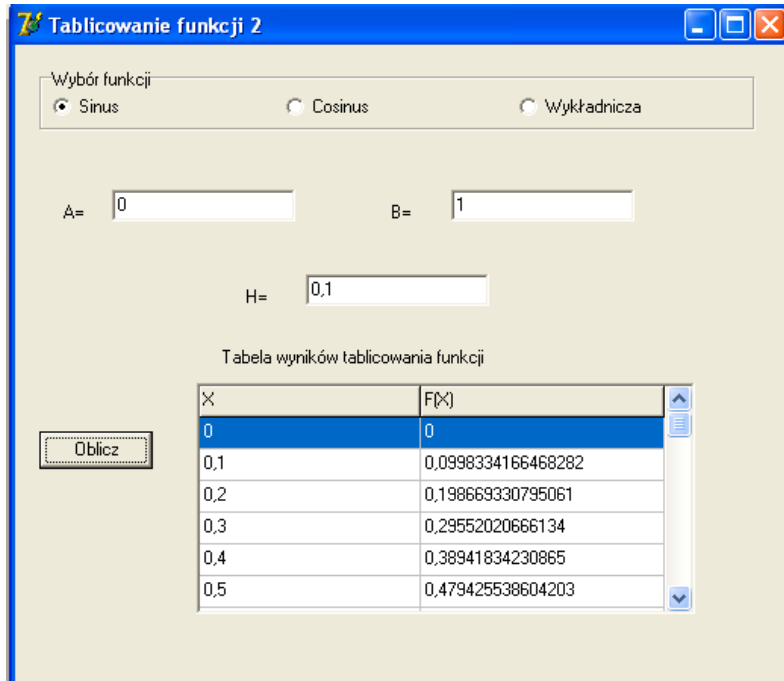 Tablicowanie funkcji 2
Wybór funkcji
Sinus Cosinus Wykładnicza
A= 0 B= 1
H= 0,1
Tabela wyników tablicowania funkcji
X F(X)
0 0
Oblicz
0,1 0,0998334166468282
0,2 0,198669330795061
0,3 0,29552020666134
0,4 0,38941834230865
0,5 0,479425538604203